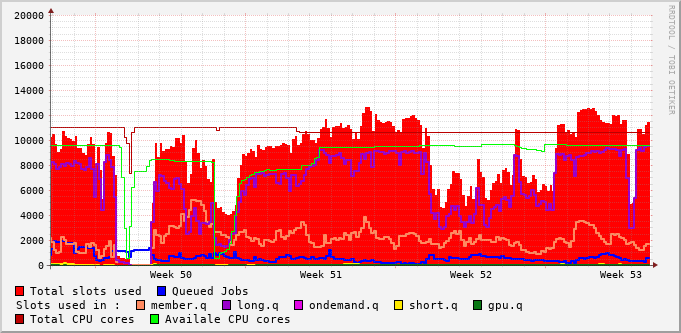 RRDTOOL / TOBI OETIKER
20000
18000
16000
14000
12000
10000
8000
6000
4000
2000
0
Week 50 Week 51 Week 52 Week 53
Total slots used Queued Jobs
Slots used in : member.q long.q ondemand.q short.q gpu.q
Total CPU cores Availale CPU cores